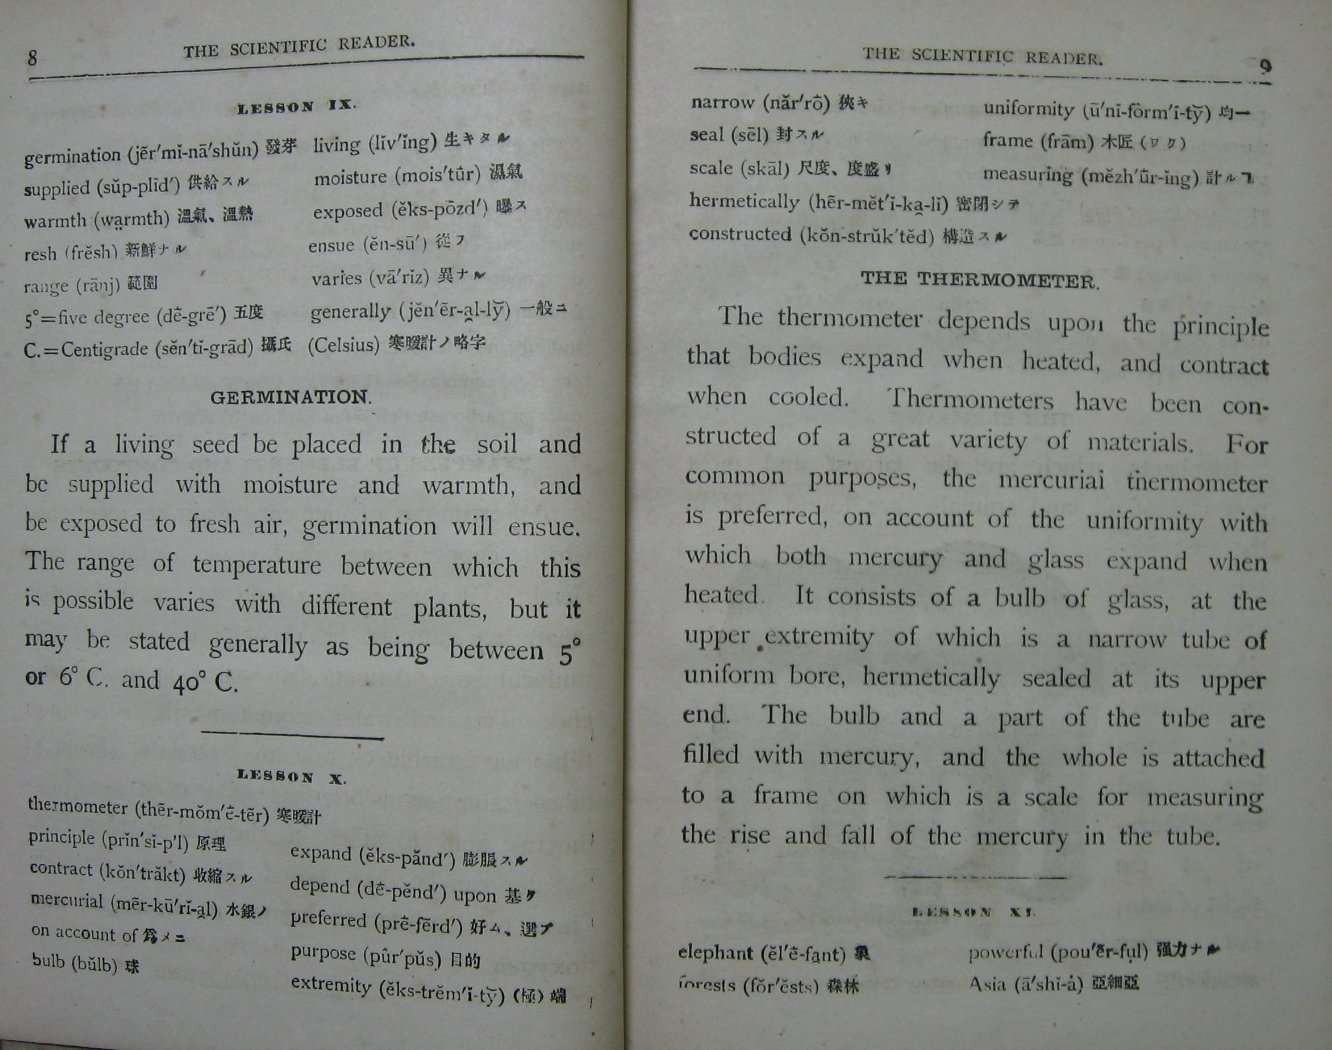 8
THE SCIENTIFIC READER.
LESSON IX.
germination (jẽr′mĭ-nā′shŭn) 發芽 living (lĭv′ĭng) 生キタル
supplied (sŭp-plīd′) 供給スル moisture (mois′tûr) 濕氣
warmth (wa̤rmth) 溫氣、溫熱 exposed (ĕks-pōzd′) 曝ス
resh (frĕsh) 新鮮ナル ensue (ĕn-sū′) 從フ
range (rānj) 範圍 varies (vā′rĭz) 異ナル
5°=five degree (dē̇-grē′) 五度 generally (jĕn′ẽr-a̤l-lў) 一般ニ
C.=Centigrade (sĕn′tĭ-grād) 攝氏 (Celsius) 寒暖計ノ略字
GERMINATION.
If a living seed be placed in the soil and
be supplied with moisture and warmth, and
be exposed to fresh air, germination will ensue.
The range of temperature between which this
is possible varies with different plants, but it
may be stated generally as being between 5°
or 6° C. and 40° C.
LESSON X.
thermometer (thẽr-mŏm′ē̇-tẽr) 寒暖計
principle (prĭn′sĭ-p'l) 原理
contract (kŏn′trăkt) 收縮スル
mercurial (mẽr-kū′rĭ-a̤l) 水銀ノ
on account of 爲メニ
bulb (bŭlb) 球
expand (ĕks-pănd′) 膨脹スル
depend (dē̇-pĕnd′) upon 基ク
preferred (prē̇-fẽrd′) 好ム、選ブ
purpose (pûr′pŭs) 目的
extremity (ĕks-trĕm′ĭ-tў) (極)端
THE SCIENTIFIC READER.
9
narrow (năr′rō̇) 狹キ uniformity (ū′nĭ-fôrm′ĭ-tў) 均一
seal (sēl) 封スル frame (frām) 木匠 (ワク)
scale (skāl) 尺度、度盛リ measuring (mĕzh′ûr-ĭng) 計ルコ
hermetically (hẽr-mĕt′ĭ-ka̤-lĭ) 密閉シテ
constructed (kŏn-strŭk′tĕd) 構造スル
THE THERMOMETER.
The thermometer depends upon the principle
that bodies expand when heated, and contract
when cooled. Thermometers have been con-
structed of a great variety of materials. For
common purposes, the mercurial thermometer
is preferred, on account of the uniformity with
which both mercury and glass expand when
heated. It consists of a bulb of glass, at the
upper extremity of which is a narrow tube of
uniform bore, hermetically sealed at its upper
end. The bulb and a part of the tube are
filled with mercury, and the whole is attached
to a frame on which is a scale for measuring
the rise and fall of the mercury in the tube.
LESSON XI.
elephant (ĕl′ē̇-fa̤nt) 象 powerful (pou′ẽr-fụl) 强力ナル
forests (fŏr′ĕsts) 森林 Asia (ā′shĭ-ȧ) 亞細亞